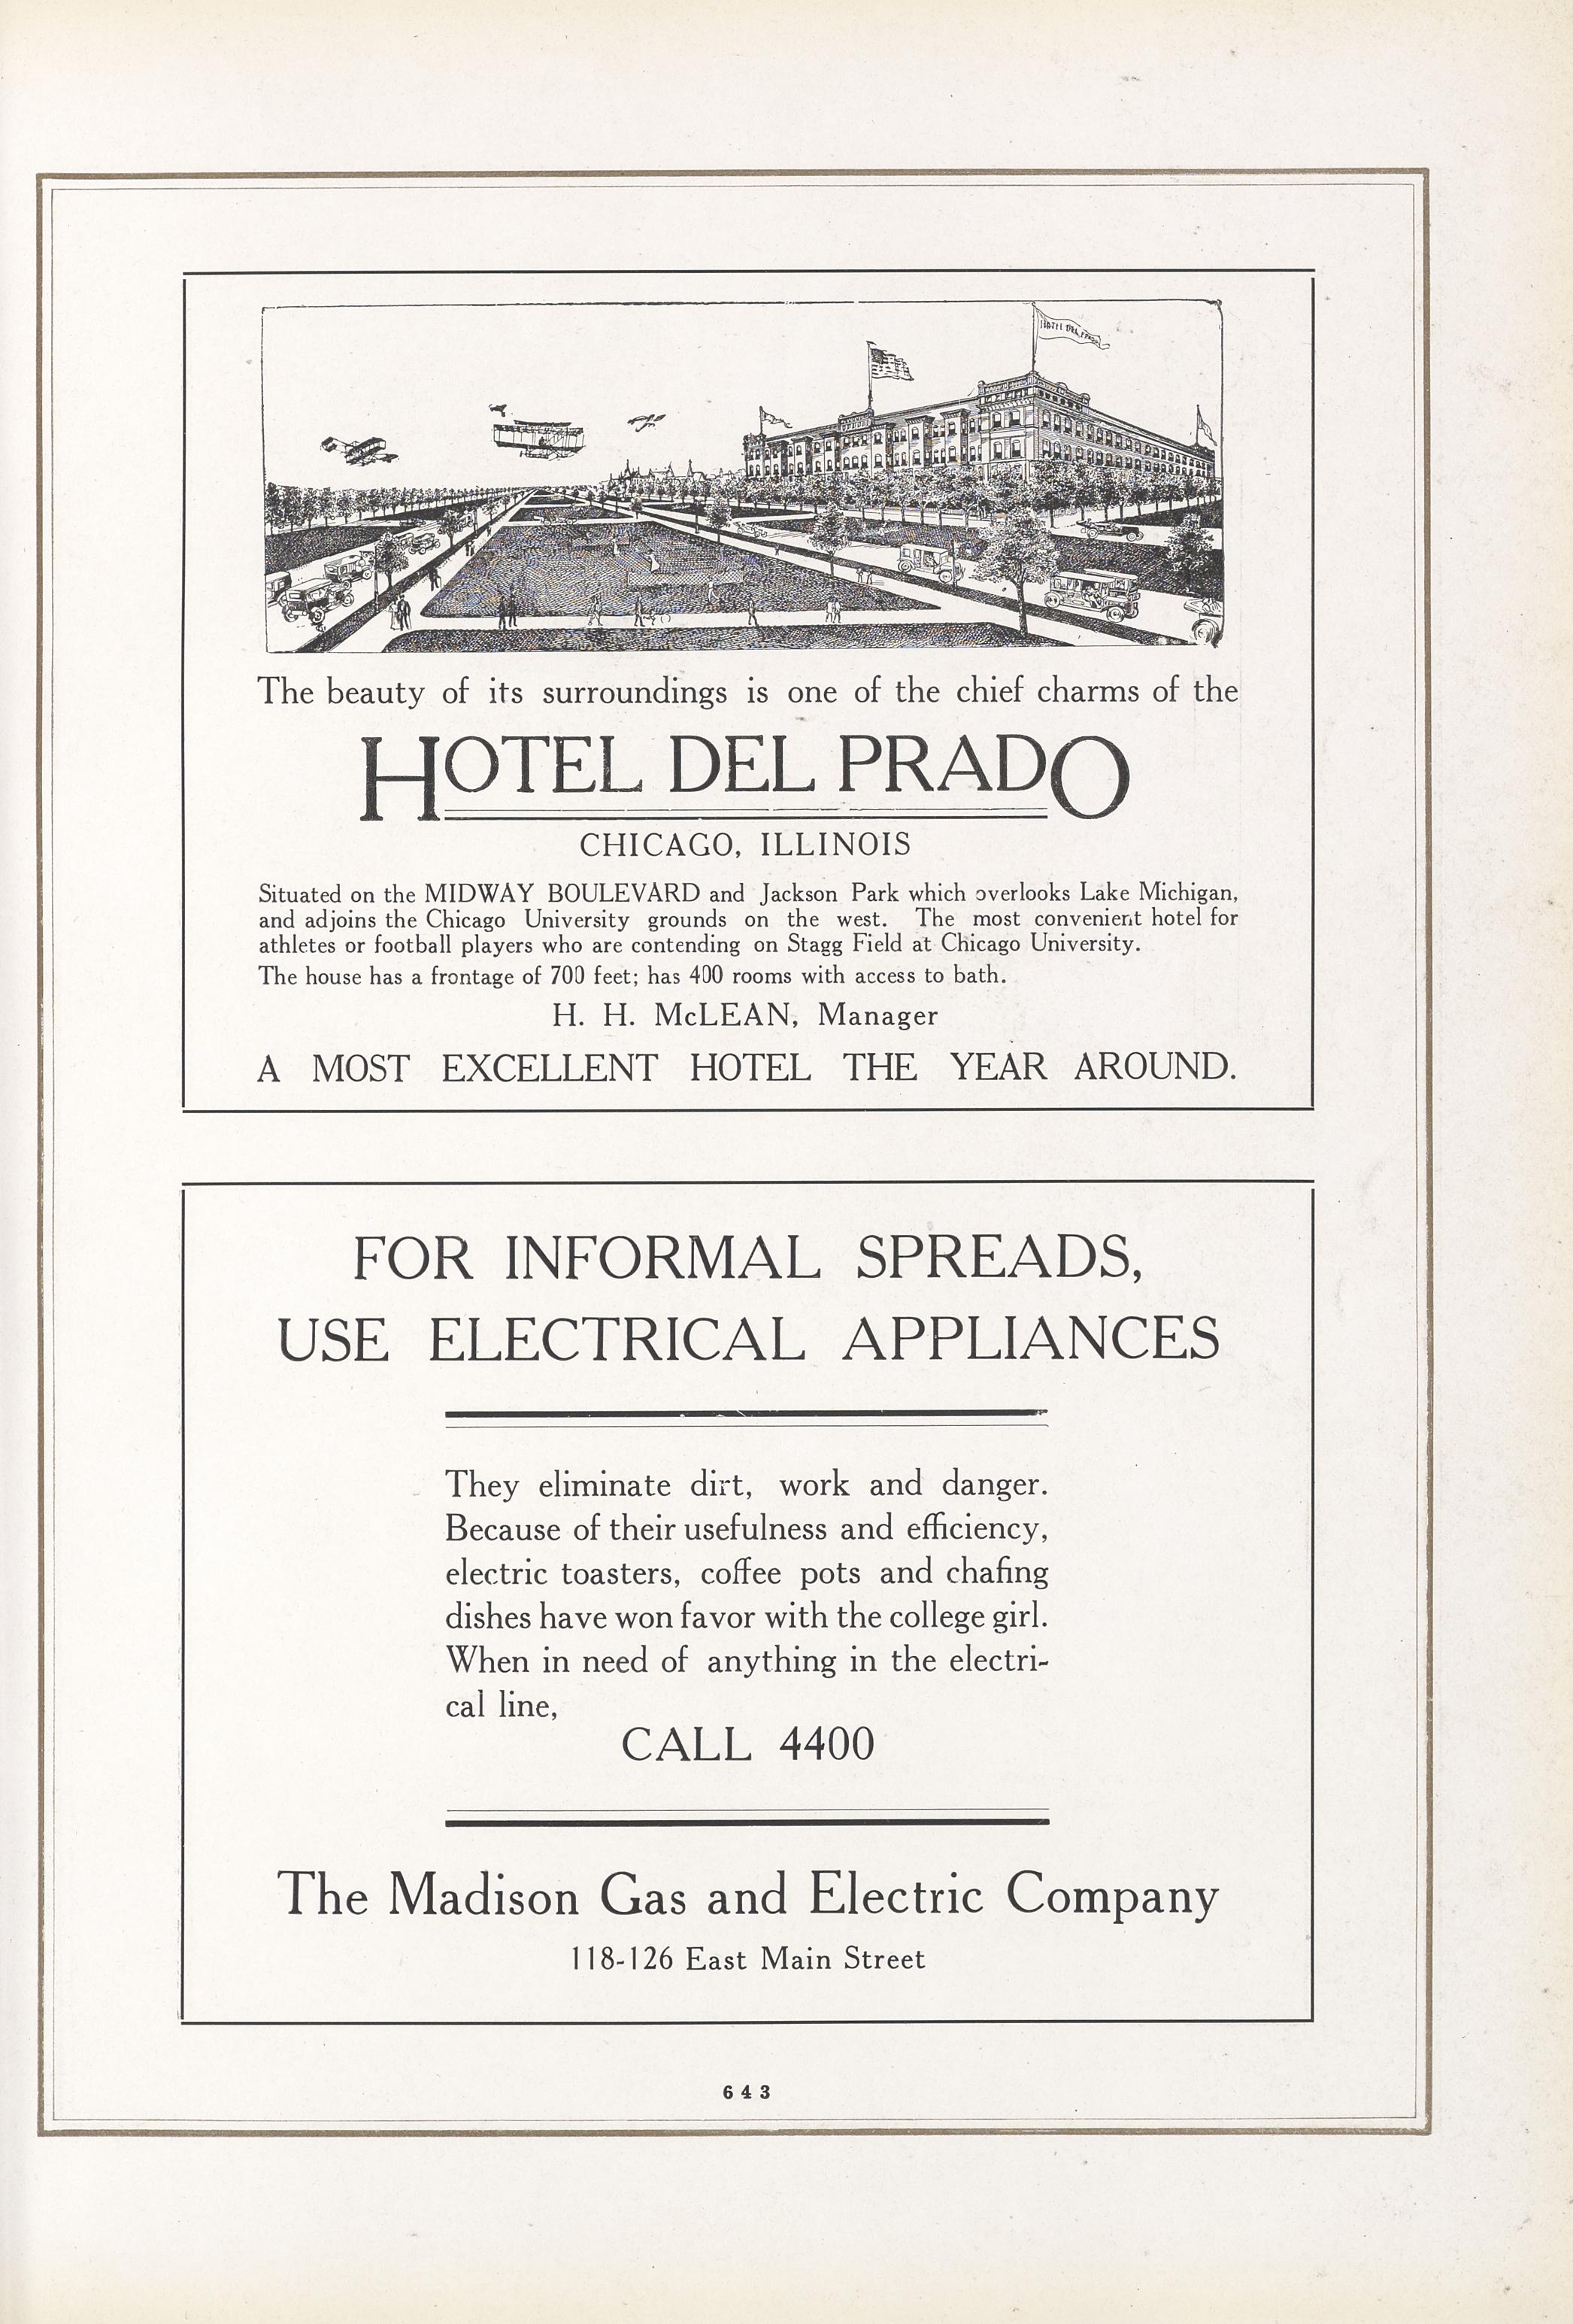 HOTEL DEL PRADO
The beauty of its surroundings is one of the chief charms of the
HOTEL DEL PRADO
CHICAGO, ILLINOIS
Situated on the MIDWAY BOULEVARD and Jackson Park which overlooks Lake Michigan,
and adjoins the Chicago University grounds on the west. The most convenient hotel for
athletes or football players who are contending on Stagg Field at Chicago University.
The house has a frontage of 700 feet; has 400 rooms with access to bath.
H. H. McLEAN, Manager
A MOST EXCELLENT HOTEL THE YEAR AROUND.
FOR INFORMAL SPREADS,
USE ELECTRICAL APPLIANCES
They eliminate dirt, work and danger.
Because of their usefulness and efficiency,
electric toasters, coffee pots and chafing
dishes have won favor with the college girl.
When in need of anything in the electri-
cal line,
CALL 4400
The Madison Gas and Electric Company
118-126 East Main Street
643